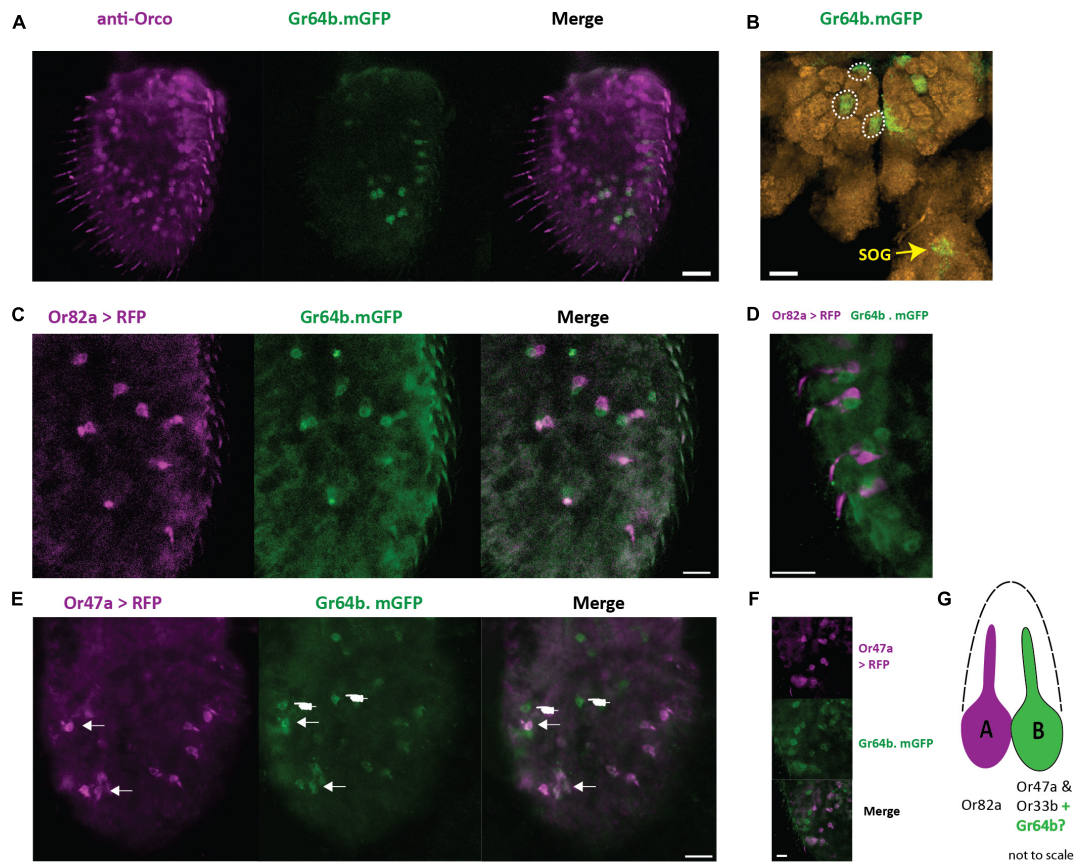 A
anti-Orco
Gr64b.mGFP
Merge
B
Gr64b.mGFP
SOG
C
Or82a > RFP
Gr64b.mGFP
Merge
D
Or82a > RFP Gr64b . mGFP
E
Or47a > RFP
Gr64b. mGFP
Merge
F
Or47a
> RFP
Gr64b. mGFP
Merge
G
A
B
Or82a
Or47a &
Or33b +
Gr64b?
not to scale